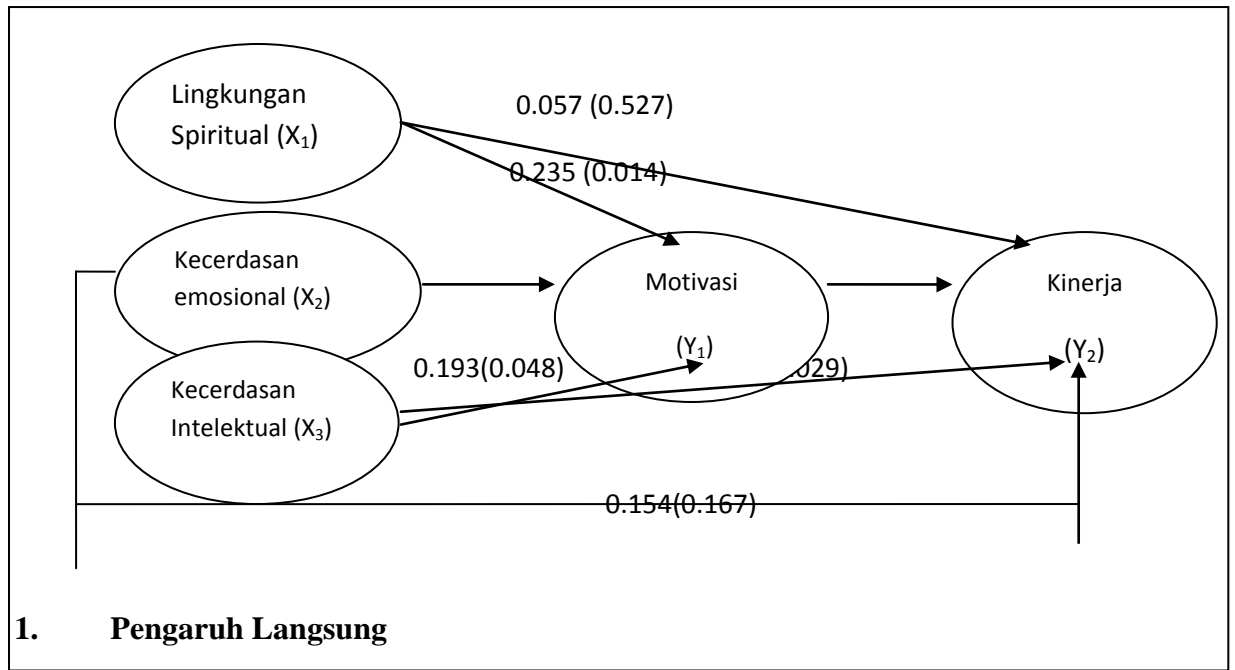 Lingkungan
Spiritual (X₁)
0.057 (0.527)
0.235 (0.014)
Kecerdasan
emosional (X₂)
Motivasi
(Y₁)
Kinerja
(Y₂)
0.193(0.048)
029)
Kecerdasan
Intelektual (X₃)
0.154(0.167)
1. Pengaruh Langsung